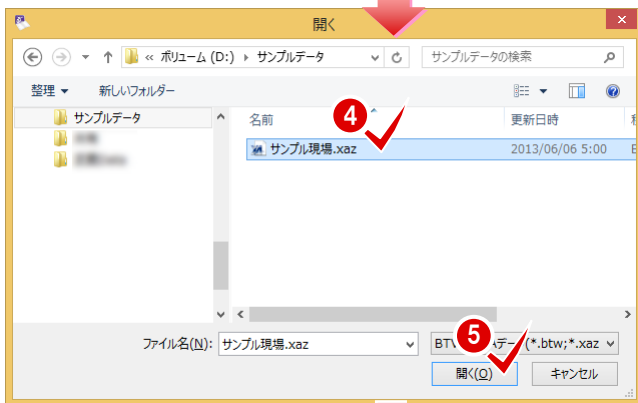 開く
« ボリューム (D:) サンプルデータ
サンプルデータの検索
整理 新しいフォルダー
サンプルデータ
名前
4
更新日時
サンプル現場.xaz
2013/06/06 5:00
ファイル名(N): サンプル現場.xaz
5
(*.btw;*.xaz
開く(O)
キャンセル